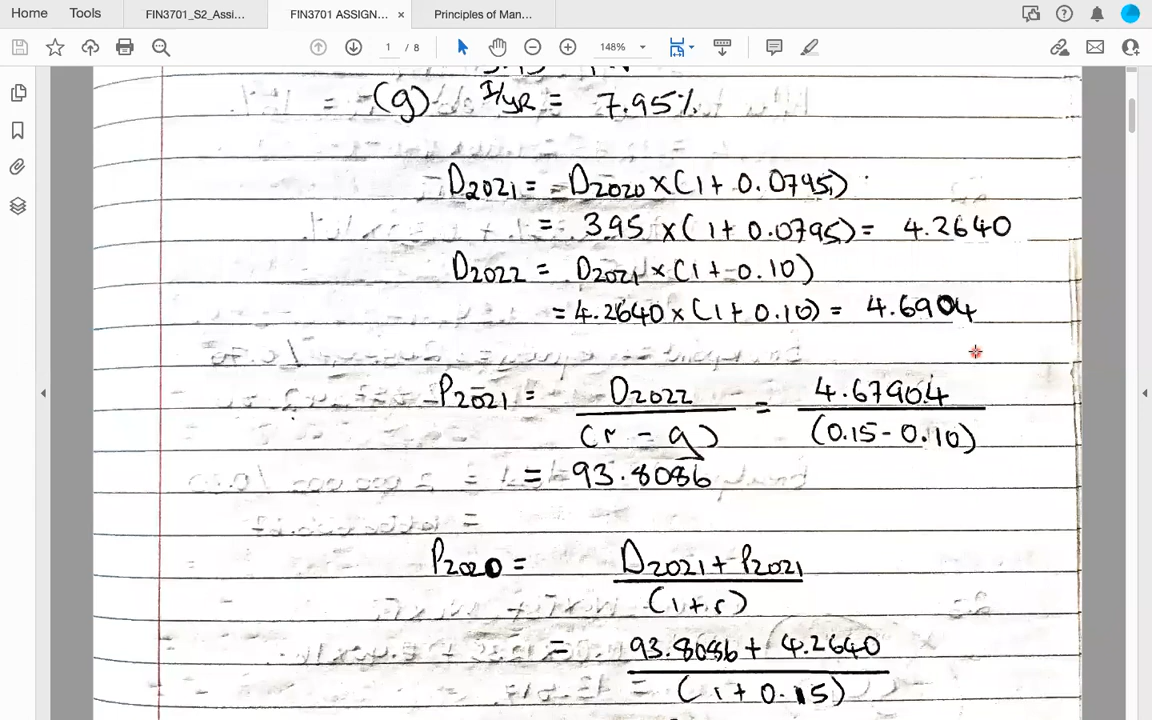 Home Tools FIN3701_S2_Assi... FIN3701 ASSIGN... × Principles of Man...
1 / 8 148%
(g) I/YR = 7.95%
D2021 = D2020 × (1 + 0.0795)
= 3.95 × (1 + 0.0795) = 4.2640
D2022 = D2021 × (1 + 0.10)
= 4.2640 × (1 + 0.10) = 4.6904
P2021 = D2022 / (r - g) = 4.67904 / (0.15 - 0.10)
= 93.8086
P2020 = D2021 + P2021 / (1 + r)
= 93.8086 + 4.2640 / (1 + 0.15)